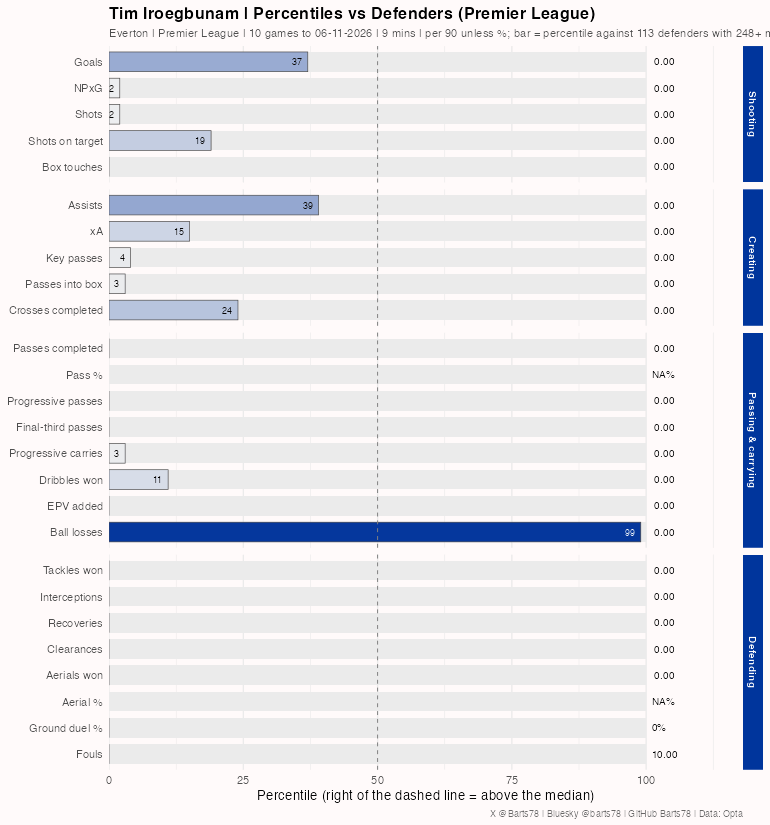 Tim Iroegbunam | Percentiles vs Defenders (Premier League)
Everton | Premier League | 10 games to 06-11-2026 | 9 mins | per 90 unless %; bar = percentile against 113 defenders with 248+ m
Goals 37 0.00
NPxG 2 0.00
Shots 2 0.00
Shots on target 19 0.00
Box touches 0.00
Shooting
Assists 39 0.00
xA 15 0.00
Key passes 4 0.00
Passes into box 3 0.00
Crosses completed 24 0.00
Creating
Passes completed 0.00
Pass % NA%
Progressive passes 0.00
Final-third passes 0.00
Progressive carries 3 0.00
Dribbles won 11 0.00
EPV added 0.00
Ball losses 99 0.00
Passing & carrying
Tackles won 0.00
Interceptions 0.00
Recoveries 0.00
Clearances 0.00
Aerials won 0.00
Aerial % NA%
Ground duel % 0%
Fouls 10.00
Defending
0 25 50 75 100
Percentile (right of the dashed line = above the median)
X @Barts78 | Bluesky @barts78 | GitHub Barts78 | Data: Opta